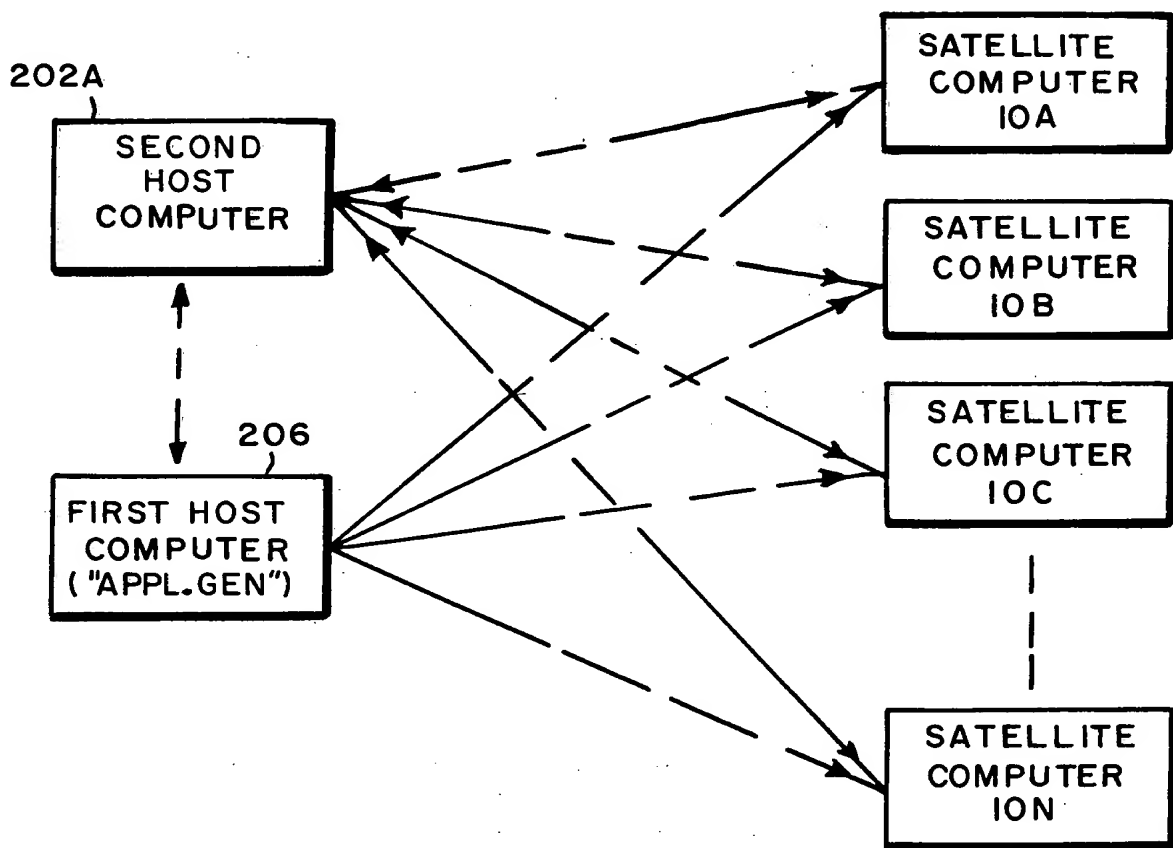 202A
SECOND
HOST
COMPUTER
206
FIRST HOST
COMPUTER
("APPL.GEN")
SATELLITE
COMPUTER
10A
SATELLITE
COMPUTER
10B
SATELLITE
COMPUTER
10C
SATELLITE
COMPUTER
10N